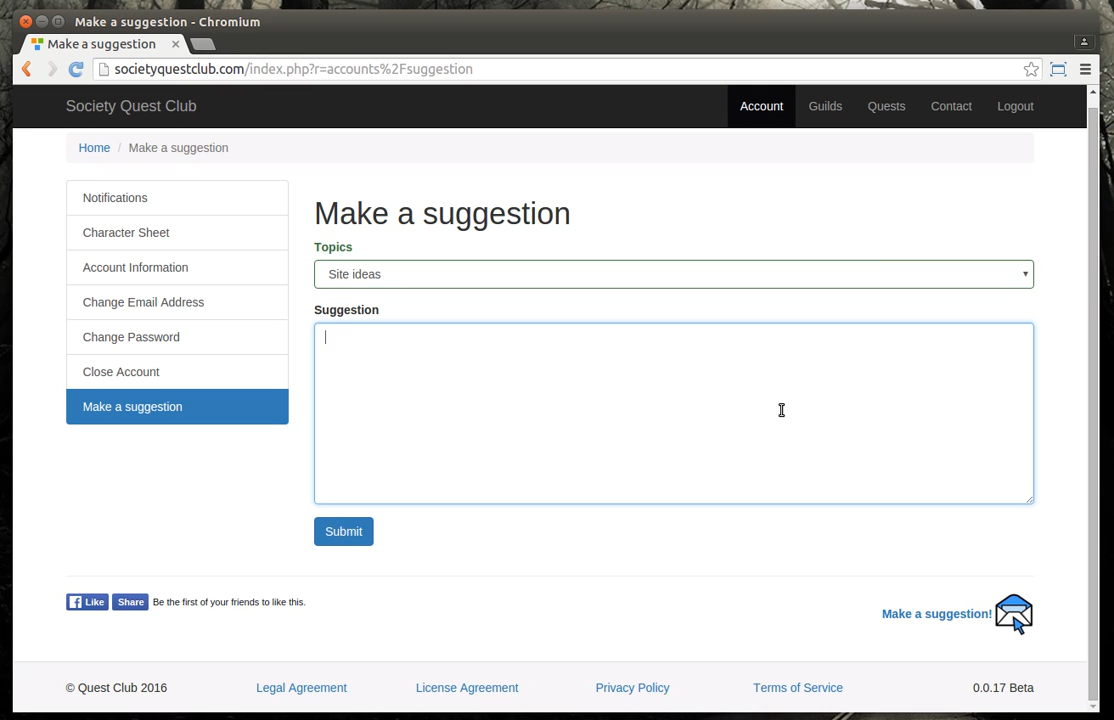 Make a suggestion - Chromium
Make a suggestion
societyquestclub.com/index.php?r=accounts%2Fsuggestion
Society Quest Club
Account Guilds Quests Contact Logout
Home / Make a suggestion
Notifications
Character Sheet
Account Information
Change Email Address
Change Password
Close Account
Make a suggestion
Make a suggestion
Topics
Site ideas
Suggestion
Submit
Like Share Be the first of your friends to like this.
Make a suggestion!
© Quest Club 2016 Legal Agreement License Agreement Privacy Policy Terms of Service 0.0.17 Beta